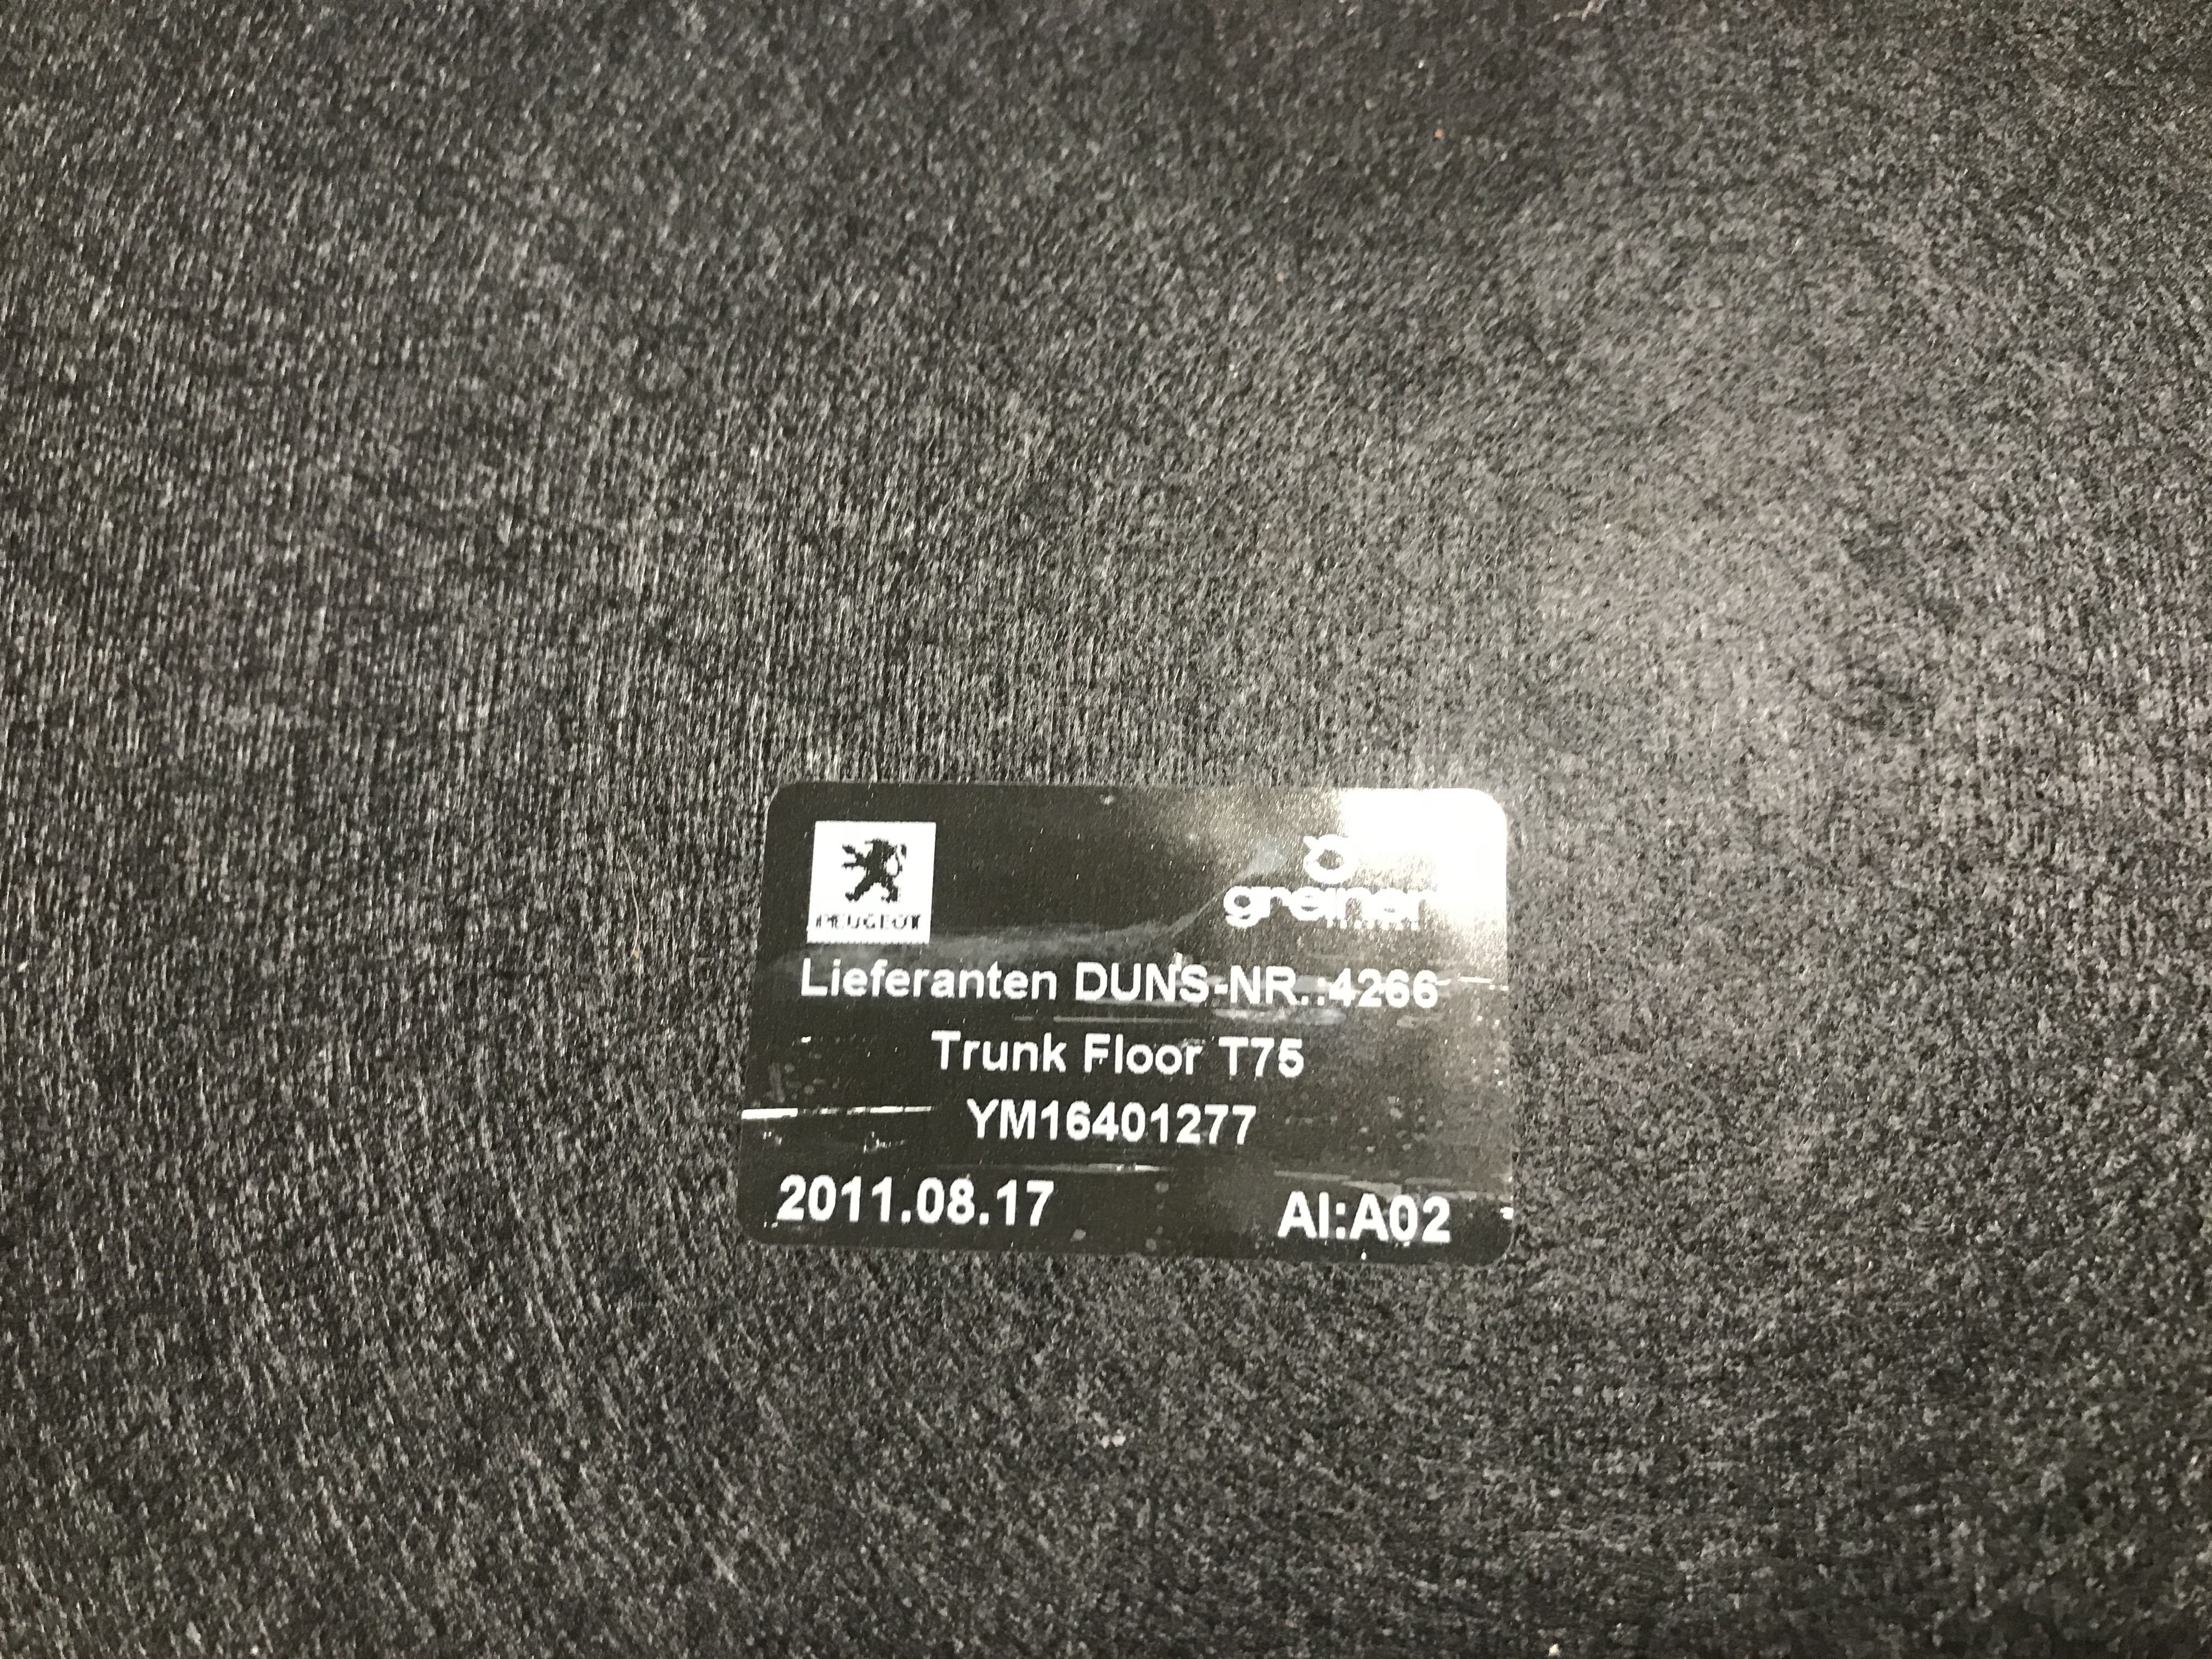 PEUGEOT
greiner
Lieferanten DUNS-NR.:4266
Trunk Floor T75
YM16401277
2011.08.17 AI:A02